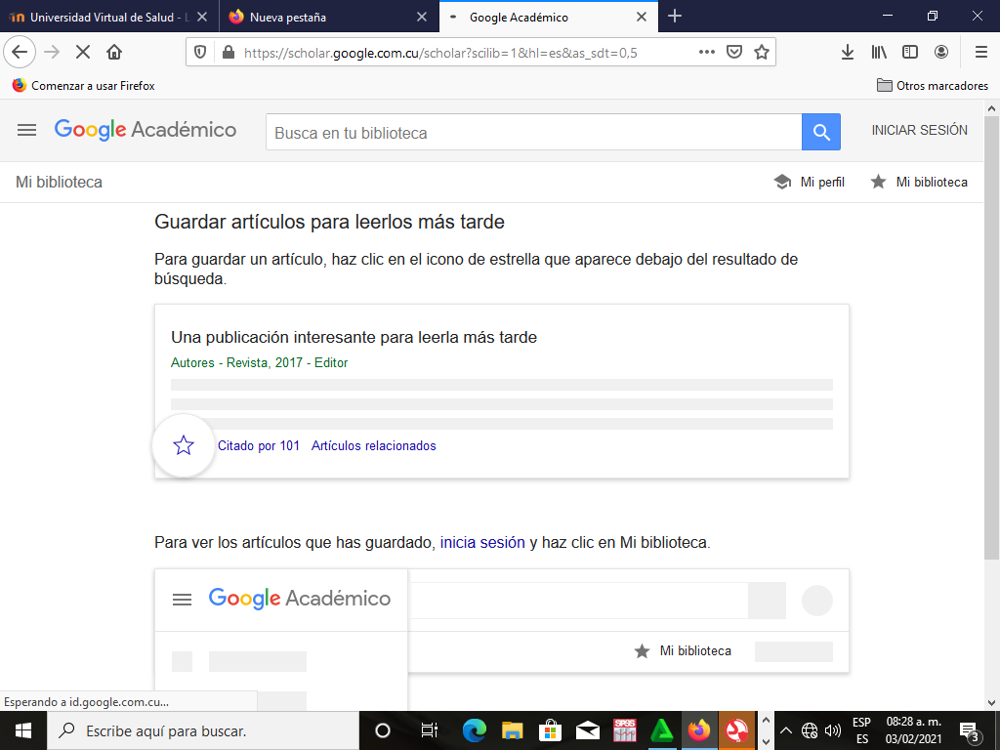 Universidad Virtual de Salud - L
Nueva pestaña
Google Académico
https://scholar.google.com.cu/scholar?scilib=1&hl=es&as_sdt=0,5
Comenzar a usar Firefox
Otros marcadores
Google Académico
Busca en tu biblioteca
INICIAR SESIÓN
Mi biblioteca
Mi perfil
Mi biblioteca
Guardar artículos para leerlos más tarde
Para guardar un artículo, haz clic en el icono de estrella que aparece debajo del resultado de
búsqueda.
Una publicación interesante para leerla más tarde
Autores - Revista, 2017 - Editor
Citado por 101 Artículos relacionados
Para ver los artículos que has guardado, inicia sesión y haz clic en Mi biblioteca.
Google Académico
Mi biblioteca
Esperando a id.google.com.cu...
Escribe aquí para buscar.
SPSS
ESP
ES
08:28 a. m.
03/02/2021
3